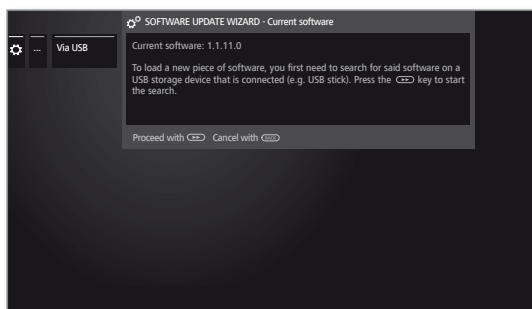 SOFTWARE UPDATE WIZARD - Current software
... Via USB
Current software: 1.1.11.0
To load a new piece of software, you first need to search for said software on a
USB storage device that is connected (e.g. USB stick). Press the key to start
the search.
Proceed with Cancel with BACK